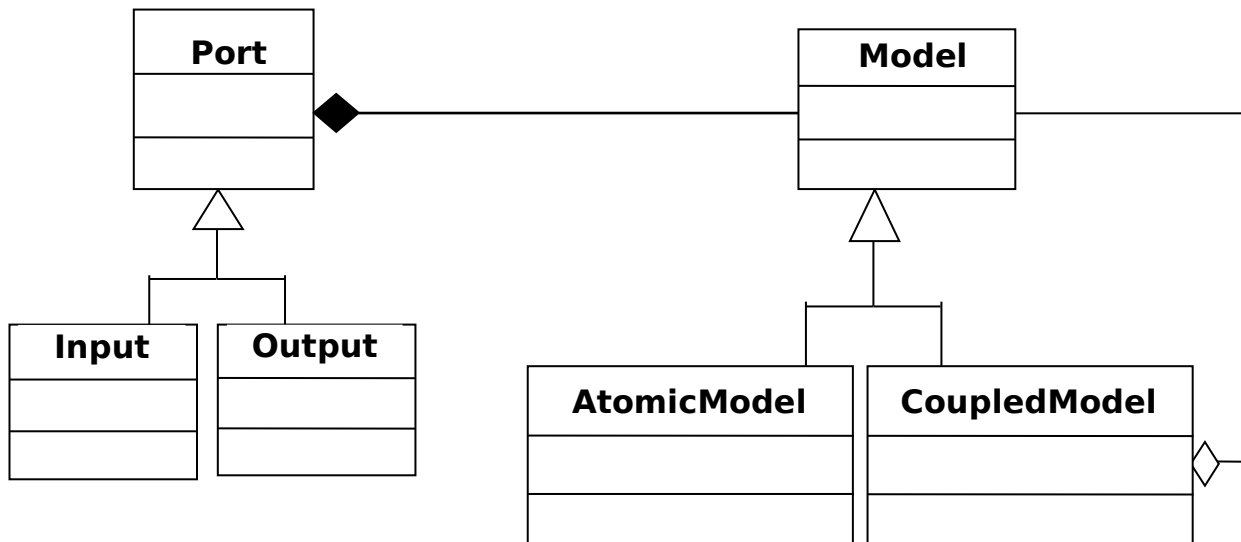 Port
Model
Input
Output
AtomicModel
CoupledModel